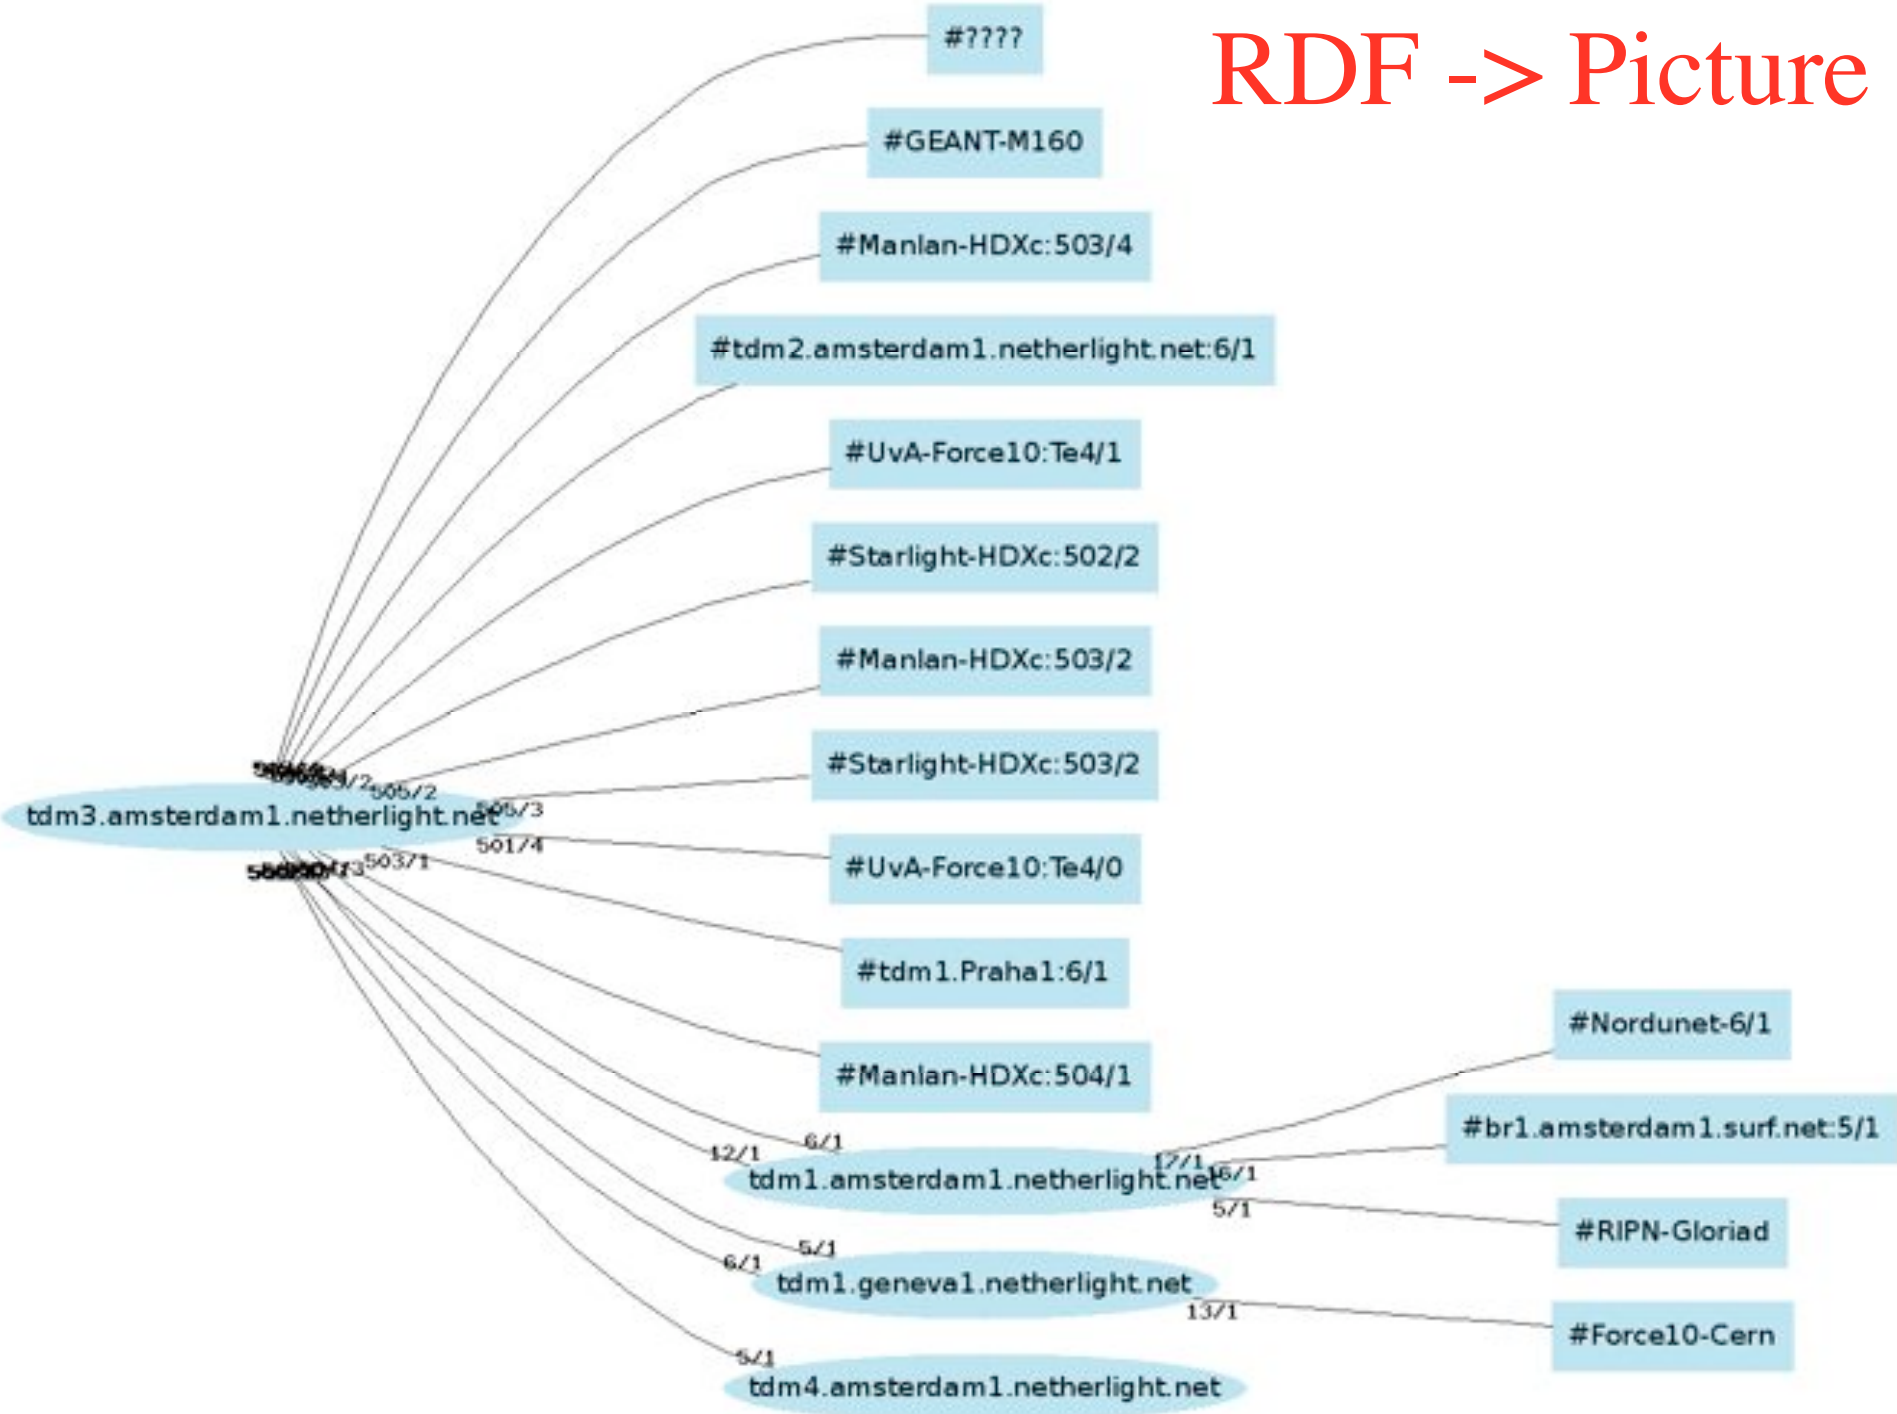 RDF -> Picture
#????
#GEANT-M160
#Manlan-HDXc:503/4
#tdm2.amsterdam1.netherlight.net:6/1
#UvA-Force10:Te4/1
#Starlight-HDXc:502/2
#Manlan-HDXc:503/2
#Starlight-HDXc:503/2
505/2
505/3
tdm3.amsterdam1.netherlight.net
501/4
503/1
#UvA-Force10:Te4/0
#tdm1.Praha1:6/1
#Nordunet-6/1
#Manlan-HDXc:504/1
#br1.amsterdam1.surf.net:5/1
6/1
12/1
17/1
16/1
tdm1.amsterdam1.netherlight.net
5/1
#RIPN-Gloriad
5/1
6/1
tdm1.geneva1.netherlight.net
13/1
#Force10-Cern
5/1
tdm4.amsterdam1.netherlight.net